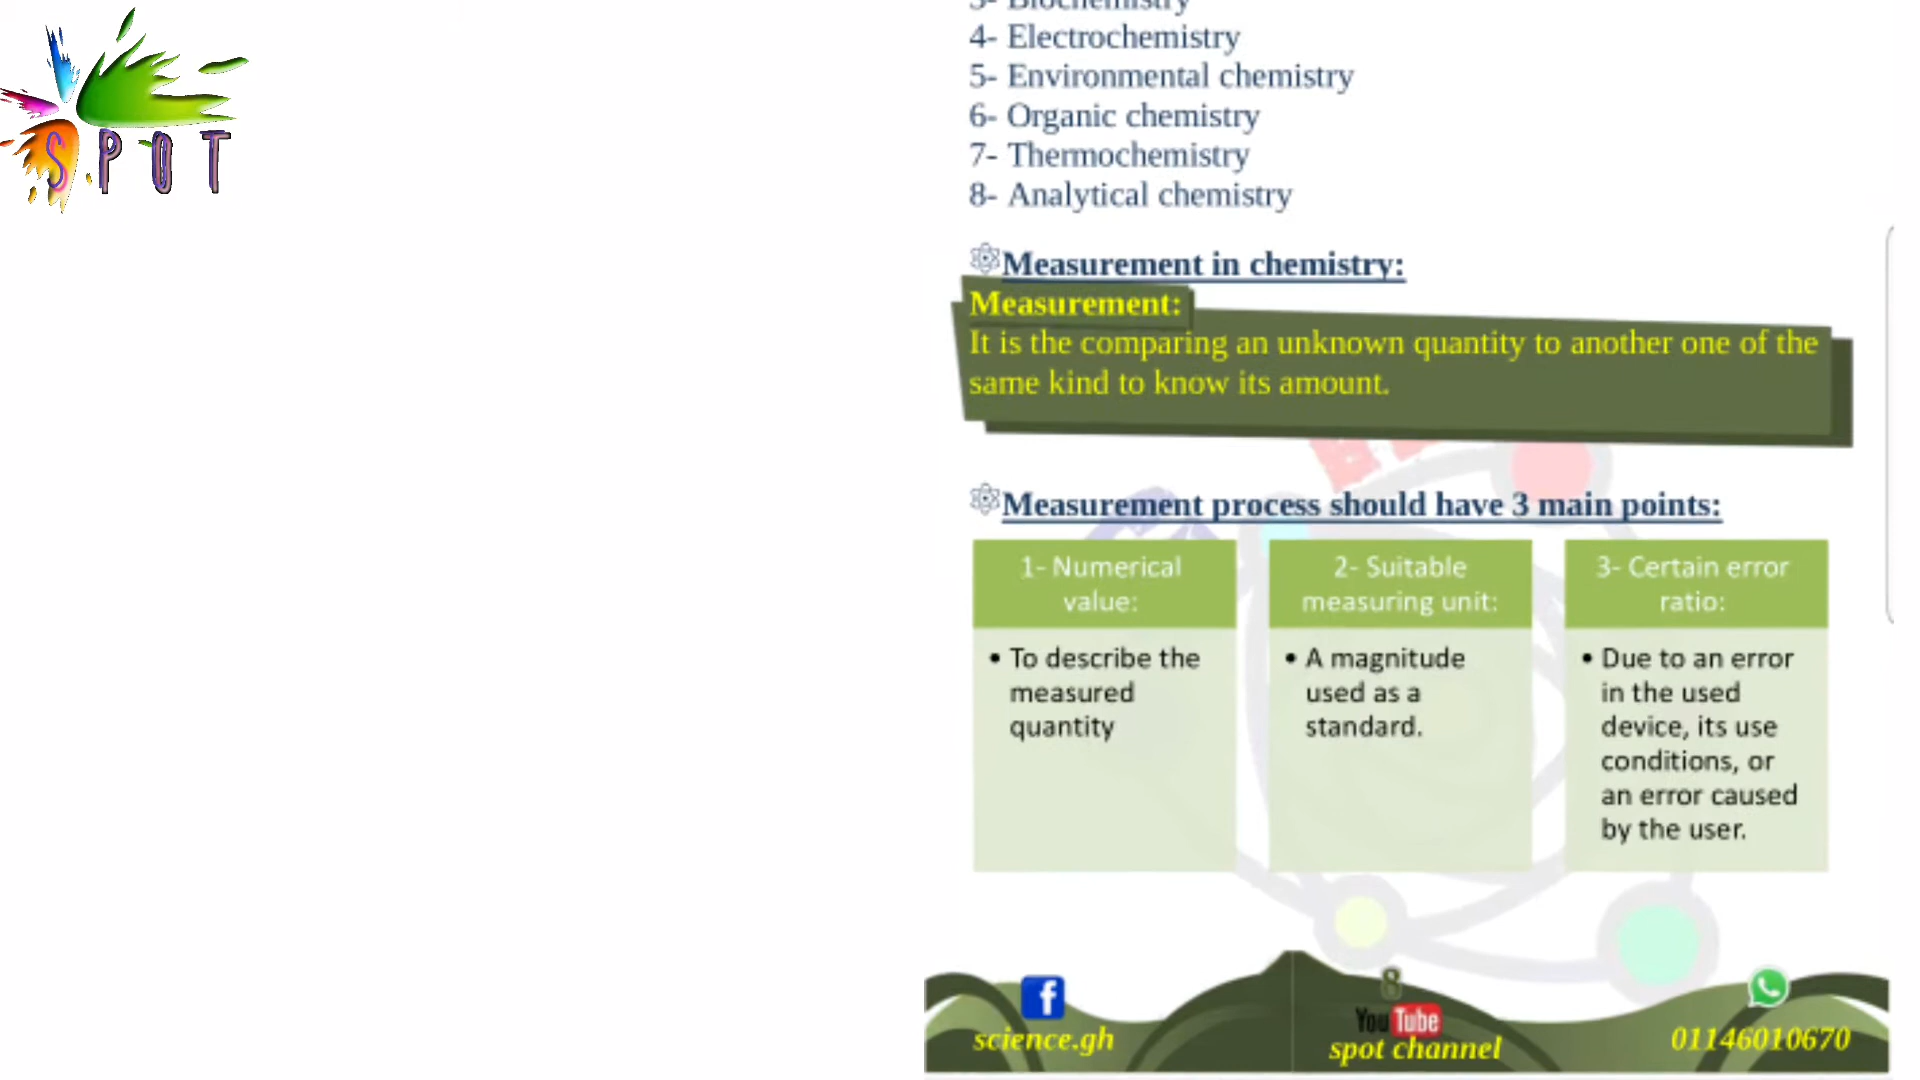 SPOT
3- Biochemistry
4- Electrochemistry
5- Environmental chemistry
6- Organic chemistry
7- Thermochemistry
8- Analytical chemistry
Measurement in chemistry:
Measurement:
It is the comparing an unknown quantity to another one of the
same kind to know its amount.
Measurement process should have 3 main points:
1- Numerical
value:
• To describe the
measured
quantity
2- Suitable
measuring unit:
• A magnitude
used as a
standard.
3- Certain error
ratio:
• Due to an error
in the used
device, its use
conditions, or
an error caused
by the user.
8
f
science.gh
YouTube
spot channel
01146010670